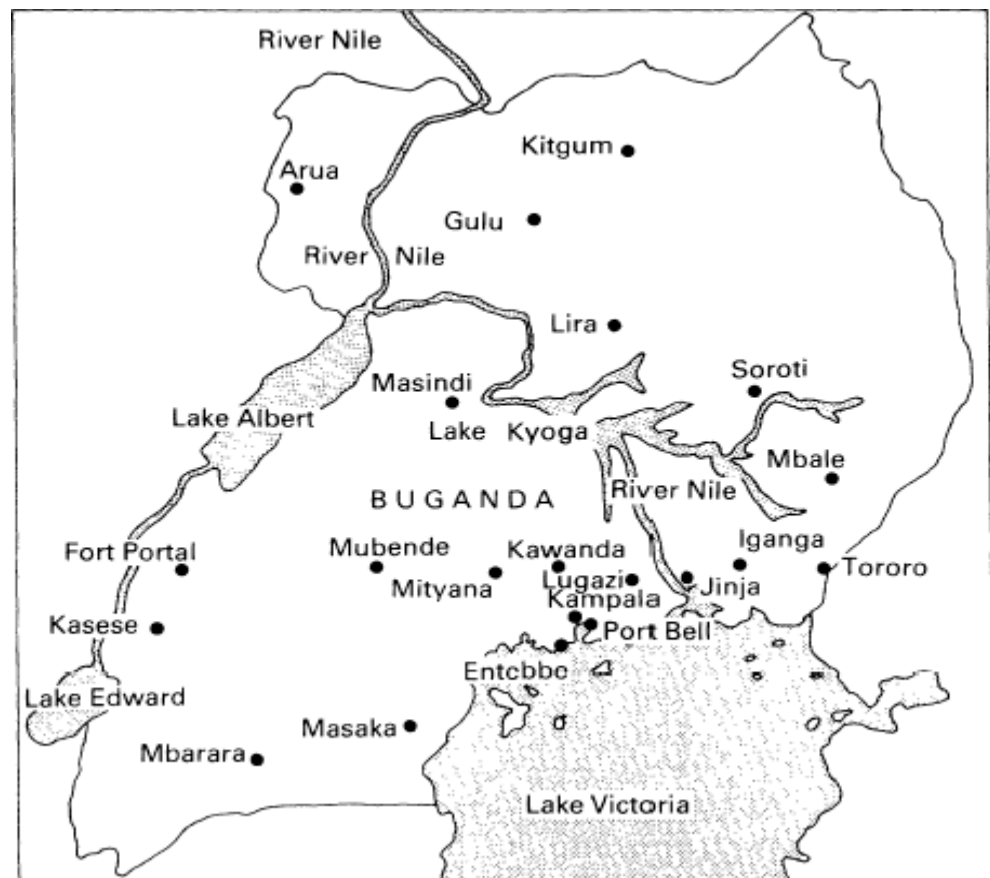 River Nile
Kitgum
Arua
Gulu
River Nile
Lira
Soroti
Masindi
Lake Albert
Lake Kyoga
Mbale
River Nile
BUGANDA
Iganga
Fort Portal
Mubende
Kawanda
Tororo
Mityana
Lugazi
Jinja
Kampala
Kasese
Port Bell
Entebbe
Lake Edward
Masaka
Mbarara
Lake Victoria